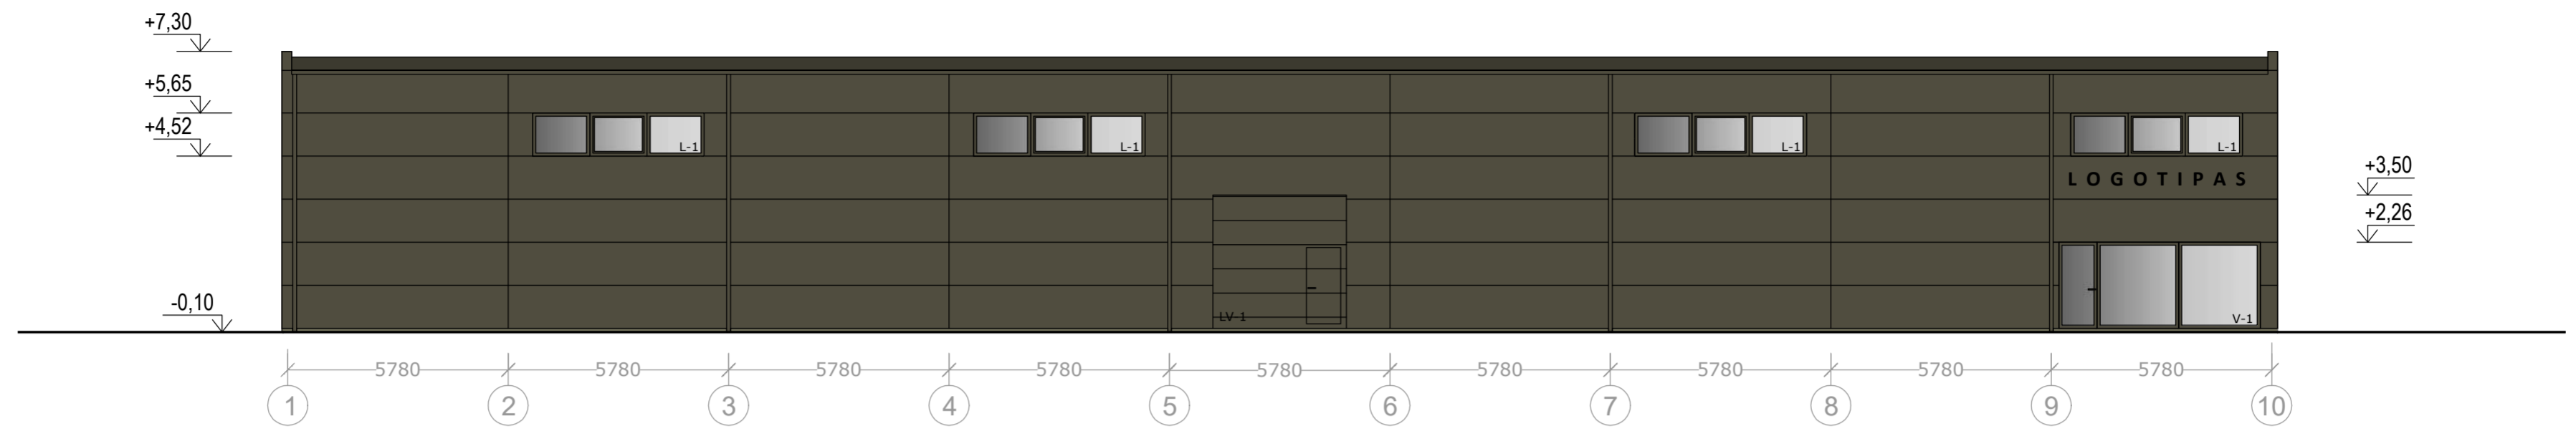 +7,30
+5,65
+4,52
-0,10
L-1
L-1
L-1
L-1
LOGOTIPAS
+3,50
+2,26
LV-1
V-1
5780 5780 5780 5780 5780 5780 5780 5780 5780
1 2 3 4 5 6 7 8 9 10